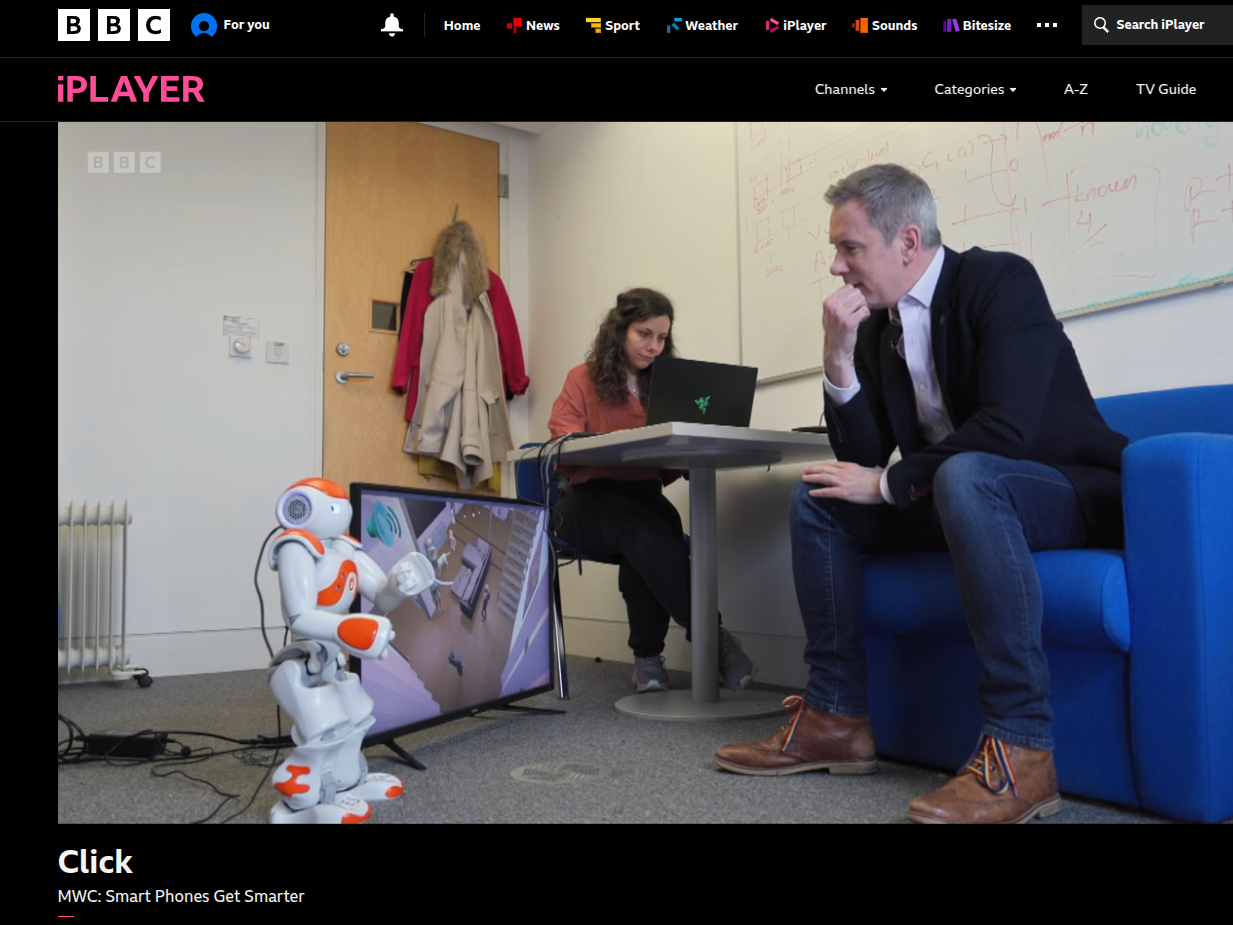 BBC
For you
Home
News
Sport
Weather
iPlayer
Sounds
Bitesize
Search iPlayer
iPLAYER
Channels
Categories
A-Z
TV Guide
BBC
known
4
Click
MWC: Smart Phones Get Smarter